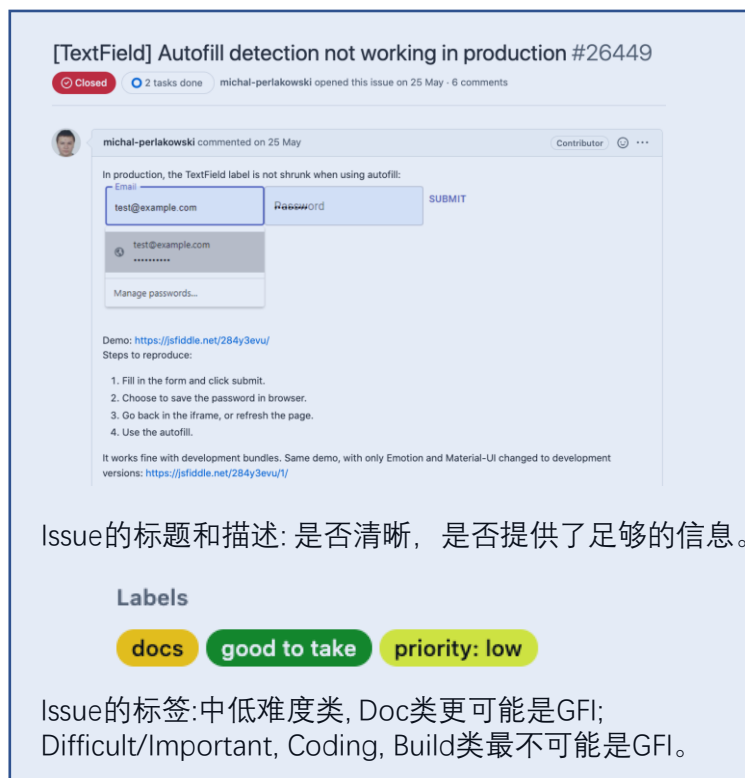 [TextField] Autofill detection not working in production #26449
Closed 2 tasks done michal-perlakowski opened this issue on 25 May · 6 comments
michal-perlakowski commented on 25 May Contributor ···
In production, the TextField label is not shrunk when using autofill:
Email
test@example.com Password SUBMIT
test@example.com
••••••••••
Manage passwords...
Demo: https://jsfiddle.net/284y3evu/
Steps to reproduce:
1. Fill in the form and click submit.
2. Choose to save the password in browser.
3. Go back in the iframe, or refresh the page.
4. Use the autofill.
It works fine with development bundles. Same demo, with only Emotion and Material-UI changed to development
versions: https://jsfiddle.net/284y3evu/1/
Issue的标题和描述: 是否清晰，是否提供了足够的信息。
Labels
docs good to take priority: low
Issue的标签:中低难度类, Doc类更可能是GFI;
Difficult/Important, Coding, Build类最不可能是GFI。